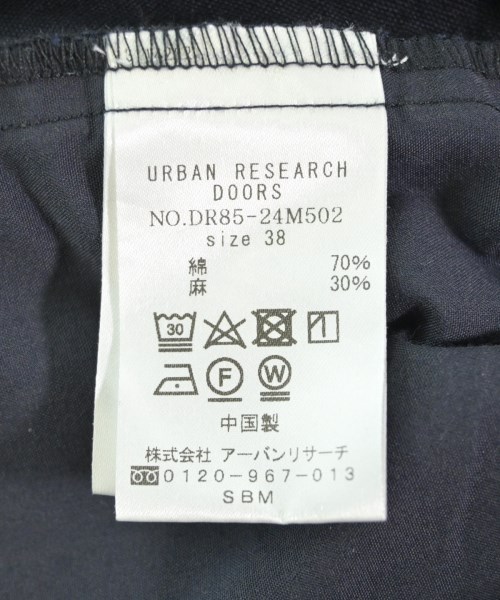 URBAN RESEARCH
DOORS
NO.DR85-24M502
size 38
綿 70%
麻 30%
30
F W
中国製
株式会社 アーバンリサーチ
0120-967-013
SBM